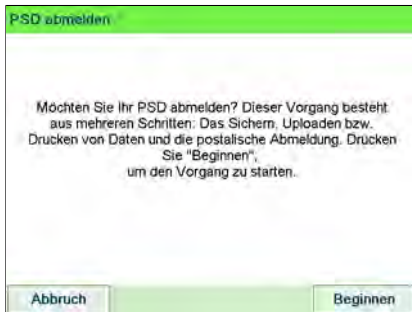 PSD abmelden
Möchten Sie Ihr PSD abmelden? Dieser Vorgang besteht
aus mehreren Schritten: Das Sichern, Uploaden bzw.
Drucken von Daten und die postalische Abmeldung. Drücken
Sie "Beginnen",
um den Vorgang zu starten.
Abbruch
Beginnen